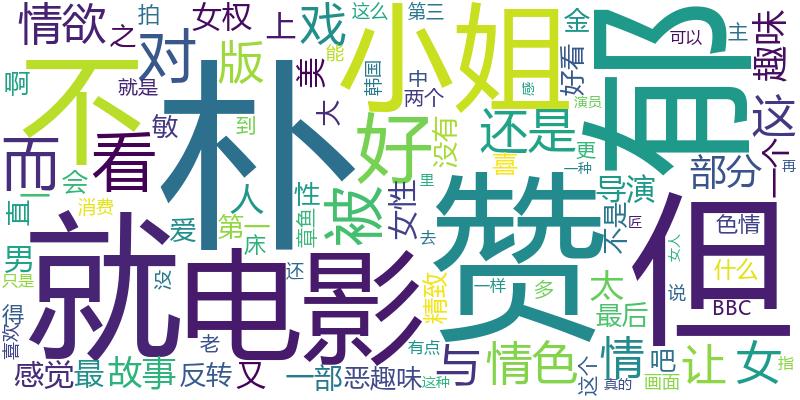 情欲
之
拍
女权
上
戏
这么
第三
小姐
金
都
可以
主
趣味
啊
不
就是
对
版
美
韩国
能
中
两个
好看
感
演员
朴
大
而
看
敏
到
好
没有
还是
喜
更
一种
有
部分
这
一个
再
直
会
消费
人
性
章鱼
被
女性
里
导演
不是
匠
色情
女人
爱
第一
床
男
只是
就
电影
没
还
去
赞
但
什么
说
BBC
得
喜欢
精致
一样
多
太
最后
老
有点
感觉
最
故事
反转
又
一部
恶趣味
这种
与
情色
这个
真的
情
吧
画面
让
女
指